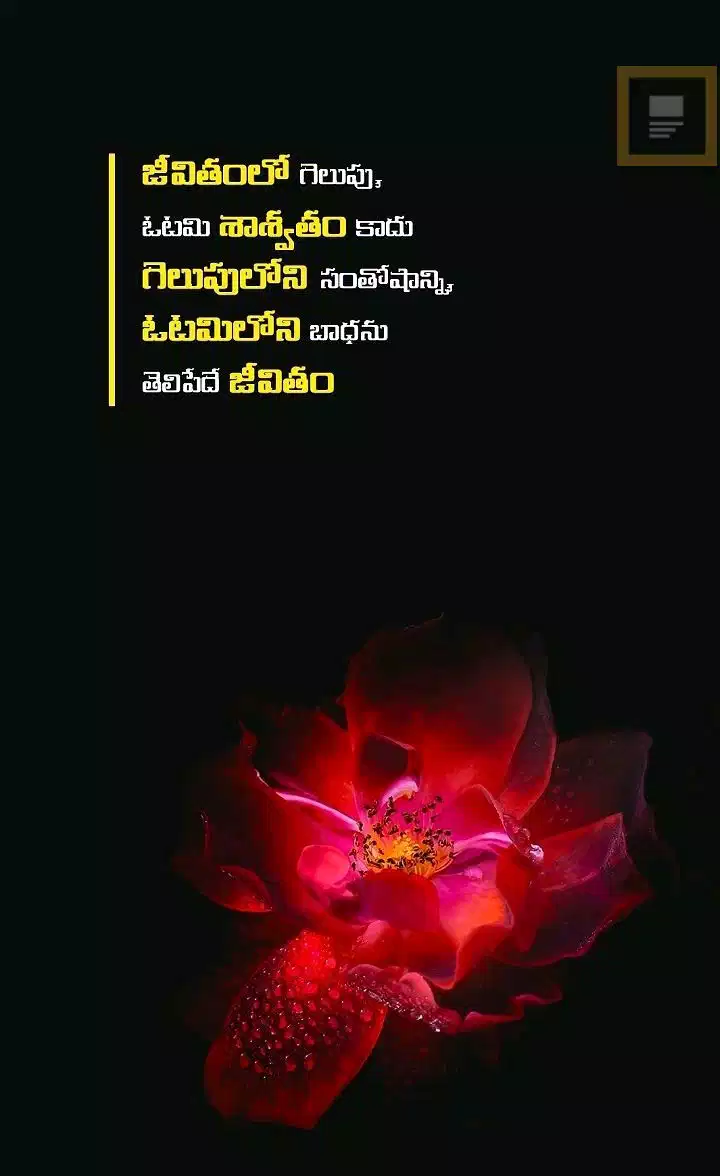 జీవితంలో గెలుపు,
ఓటమి శాశ్వతం కాదు
గెలుపులోని సంతోషాన్ని,
ఓటమిలోని బాధను
తెలిపేదే జీవితం